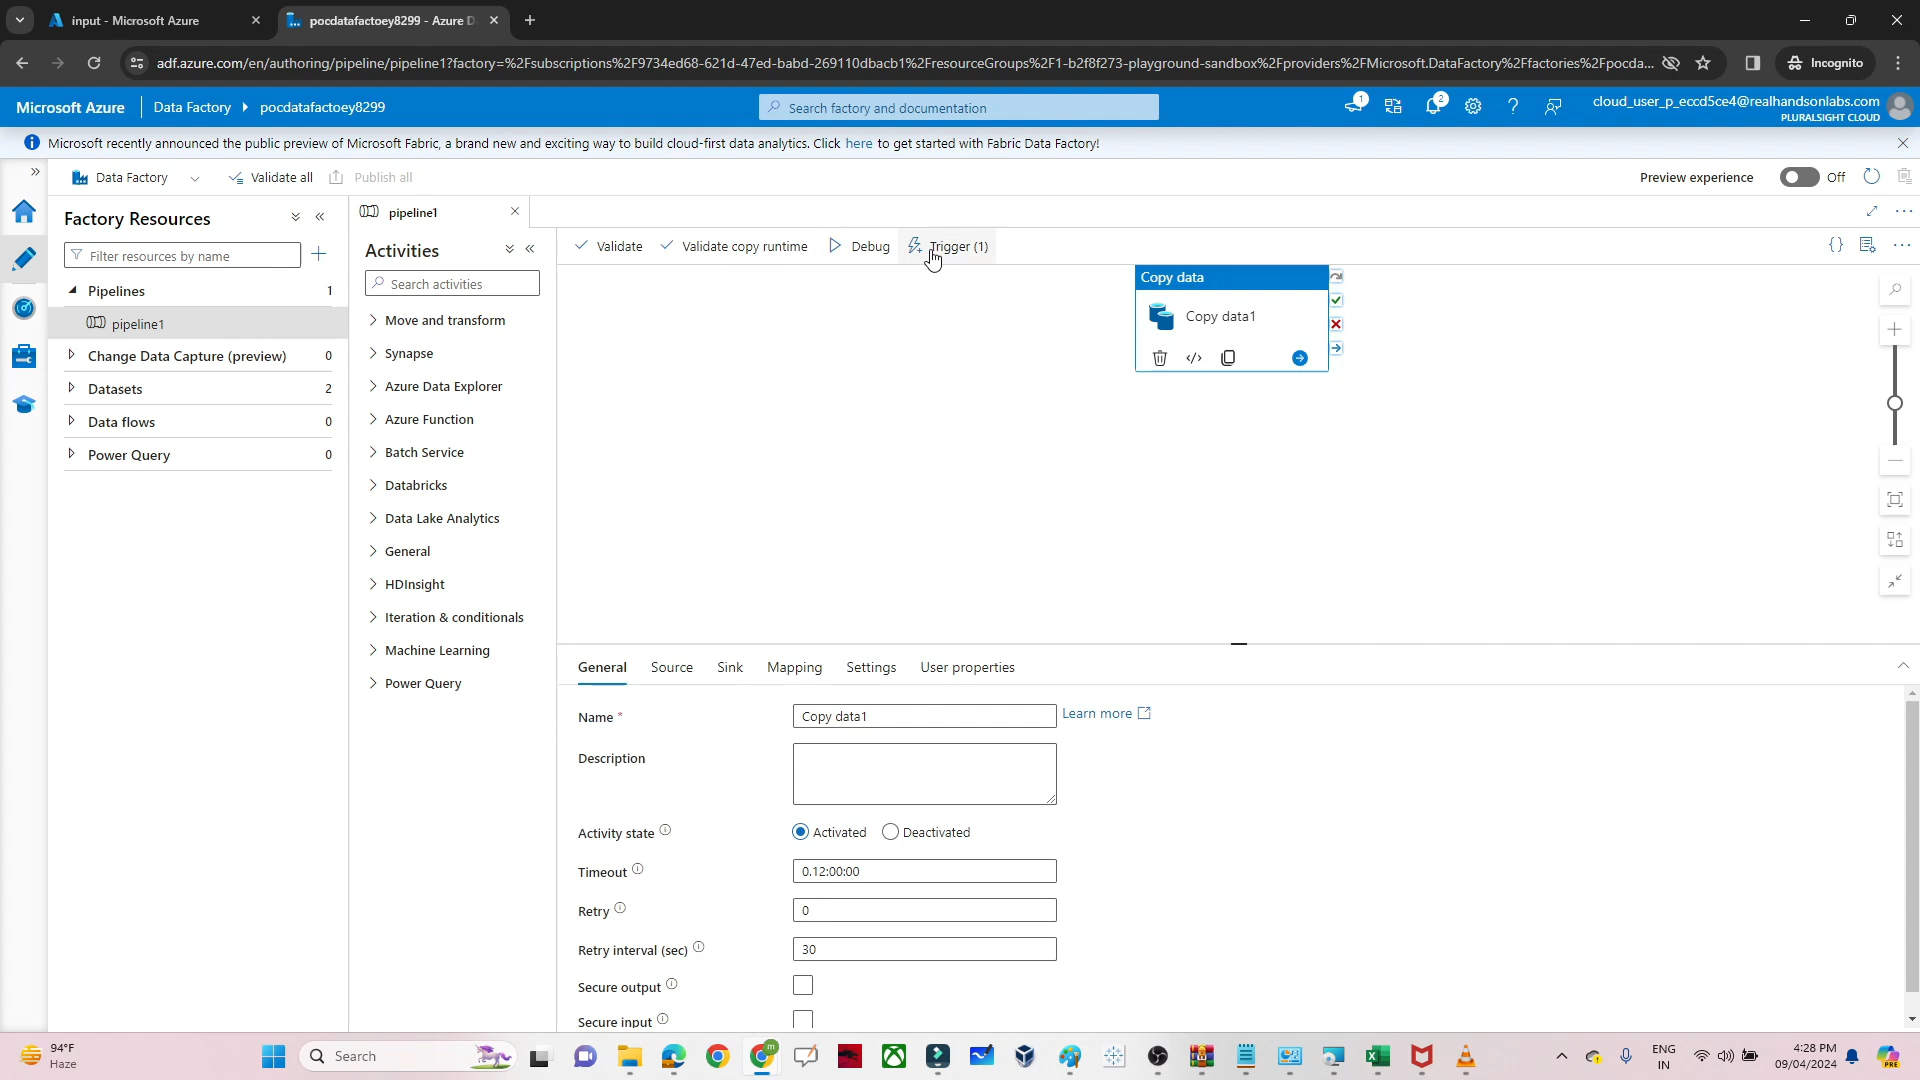 input - Microsoft Azure
pocdatafactoey8299 - Azure D
adf.azure.com/en/authoring/pipeline/pipeline1?factory=%2Fsubscriptions%2F9734ed68-621d-47ed-babd-269110dbacb1%2FresourceGroups%2F1-b2f8f273-playground-sandbox%2Fproviders%2FMicrosoft.DataFactory%2Ffactories%2Fpocda...
Incognito
Microsoft Azure
Data Factory
pocdatafactoey8299
Search factory and documentation
1
2
cloud_user_p_eccd5ce4@realhandsonlabs.com
PLURALSIGHT CLOUD
Microsoft recently announced the public preview of Microsoft Fabric, a brand new and exciting way to build cloud-first data analytics. Click here to get started with Fabric Data Factory!
Data Factory
Validate all
Publish all
Preview experience
Off
Factory Resources
Filter resources by name
Pipelines 1
pipeline1
Change Data Capture (preview) 0
Datasets 2
Data flows 0
Power Query 0
pipeline1
Activities
Search activities
Move and transform
Synapse
Azure Data Explorer
Azure Function
Batch Service
Databricks
Data Lake Analytics
General
HDInsight
Iteration & conditionals
Machine Learning
Power Query
Validate
Validate copy runtime
Debug
Trigger (1)
Copy data
Copy data1
General
Source
Sink
Mapping
Settings
User properties
Name *
Copy data1
Learn more
Description
Activity state
Activated
Deactivated
Timeout
0.12:00:00
Retry
0
Retry interval (sec)
30
Secure output
Secure input
94°F
Haze
Search
ENG
IN
4:28 PM
09/04/2024
PRE